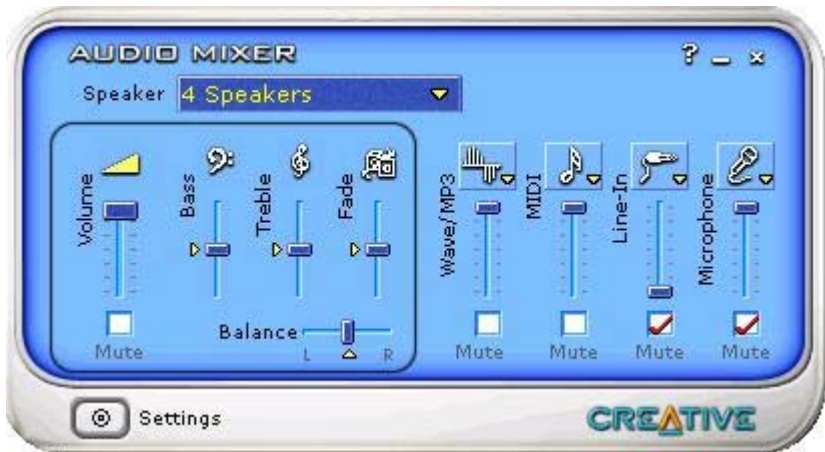 AUDIO MIXER
?
Speaker 4 Speakers
Volume
Bass
Treble
Fade
Wave/MP3
MIDI
Line-In
Microphone
Balance
L R
Mute Mute Mute Mute Mute
Settings
CREATIVE